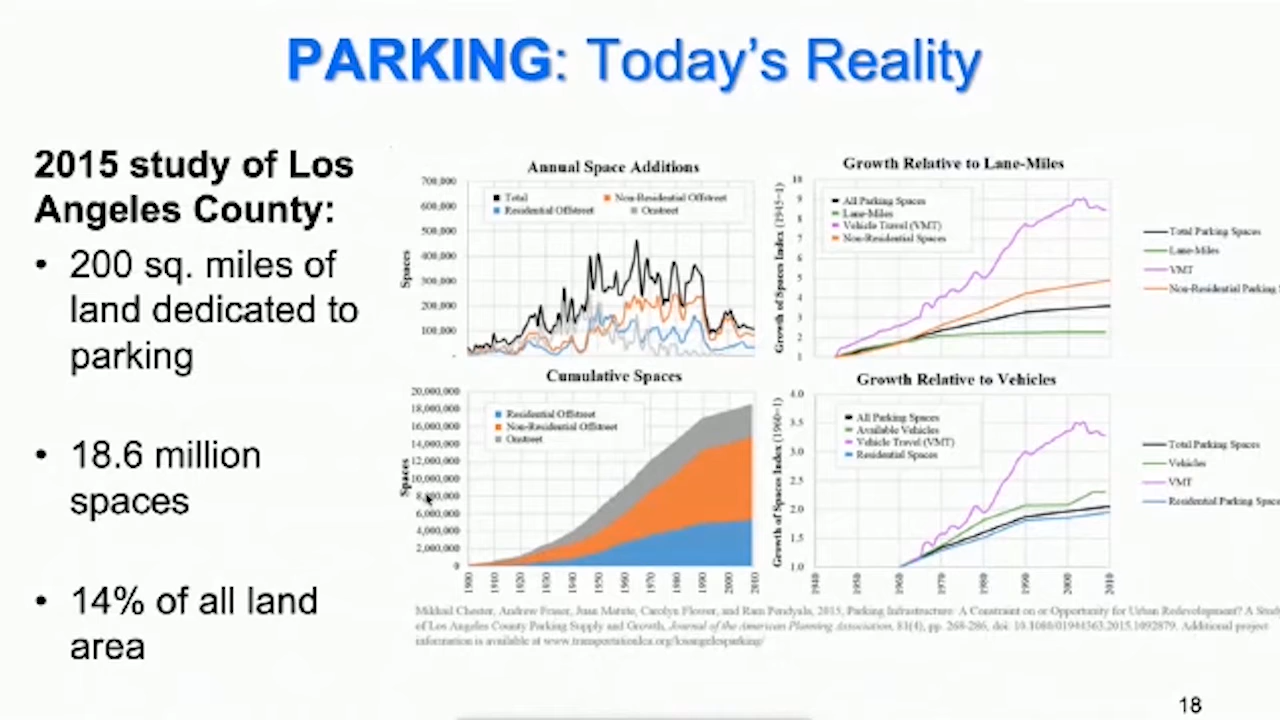 PARKING: Today's Reality
2015 study of Los
Angeles County:
• 200 sq. miles of
land dedicated to
parking
• 18.6 million
spaces
• 14% of all land
area
Annual Space Additions
Spaces
700,000
600,000
500,000
400,000
300,000
200,000
100,000
-
Total
Non-Residential Offstreet
Residential Offstreet
Onstreet
Growth Relative to Lane-Miles
Growth of Spaces Index (1945=1)
10
9
8
7
6
5
4
3
2
1
All Parking Spaces
Lane-Miles
Vehicle Travel (VMT)
Non-Residential Spaces
Total Parking Spaces
Lane-Miles
VMT
Non-Residential Parking S
Cumulative Spaces
Spaces
20,000,000
18,000,000
16,000,000
14,000,000
12,000,000
10,000,000
8,000,000
6,000,000
4,000,000
2,000,000
0
Residential Offstreet
Non-Residential Offstreet
Onstreet
1900
1910
1920
1930
1940
1950
1960
1970
1980
1990
2000
2010
Growth Relative to Vehicles
Growth of Spaces Index (1960=1)
4.0
3.5
3.0
2.5
2.0
1.5
1.0
All Parking Spaces
Available Vehicles
Vehicle Travel (VMT)
Residential Spaces
1940
1950
1960
1970
1980
1990
2000
2010
Total Parking Spaces
Vehicles
VMT
Residential Parking Space
Mikhail Chester, Andrew Fraser, Juan Matute, Carolyn Flower, and Ram Pendyala, 2015, Parking Infrastructure: A Constraint on or Opportunity for Urban Redevelopment? A Stud
of Los Angeles County Parking Supply and Growth, Journal of the American Planning Association, 81(4), pp. 268-286, doi: 10.1080/01944363.2015.1092879. Additional project
information is available at www.transportationlca.org/losangelesparking/
18